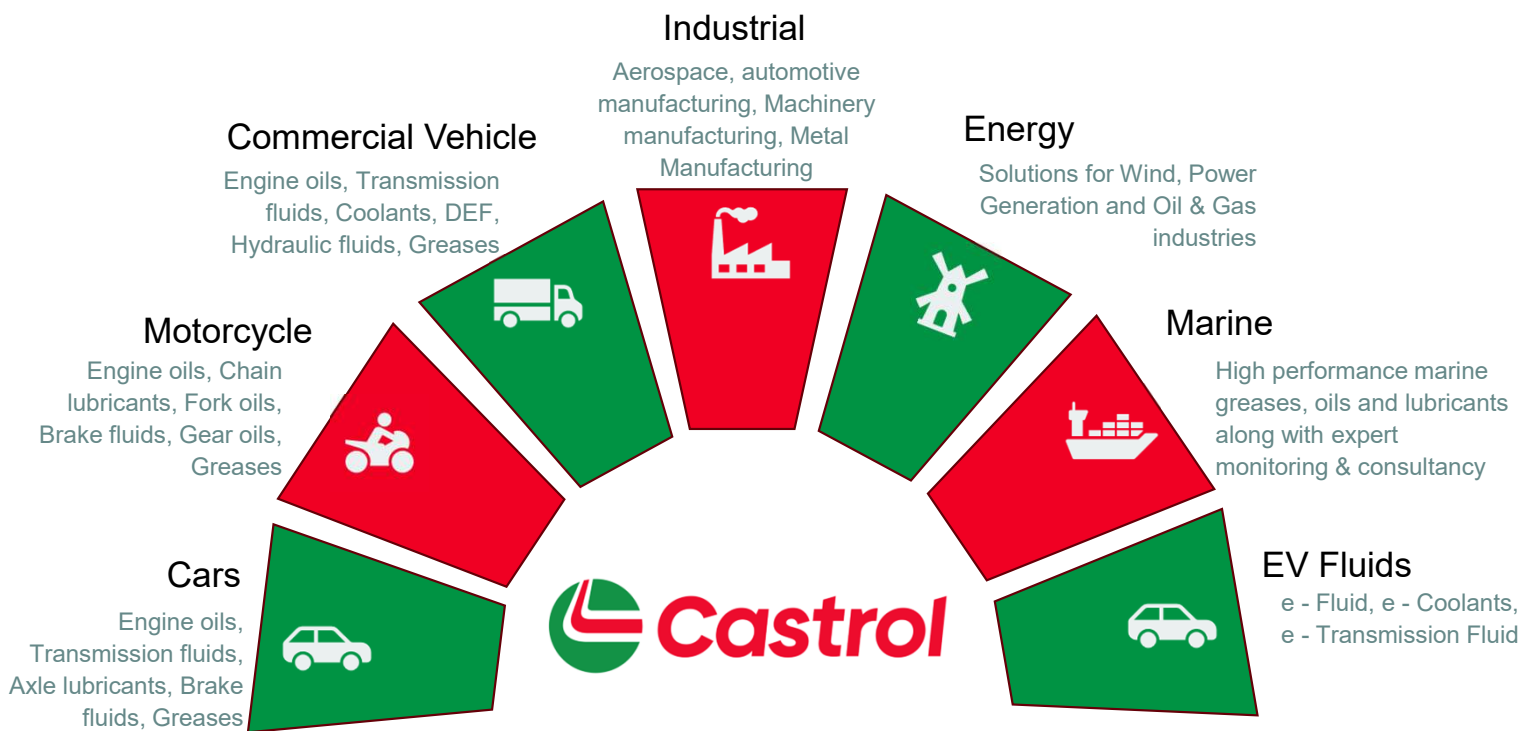 Industrial
Aerospace, automotive
manufacturing, Machinery
manufacturing, Metal
Manufacturing
Commercial Vehicle
Engine oils, Transmission
fluids, Coolants, DEF,
Hydraulic fluids, Greases
Energy
Solutions for Wind, Power
Generation and Oil & Gas
industries
Motorcycle
Engine oils, Chain
lubricants, Fork oils,
Brake fluids, Gear oils,
Greases
Marine
High performance marine
greases, oils and lubricants
along with expert
monitoring & consultancy
Cars
Engine oils,
Transmission fluids,
Axle lubricants, Brake
fluids, Greases
Castrol
EV Fluids
e - Fluid, e - Coolants,
e - Transmission Fluid